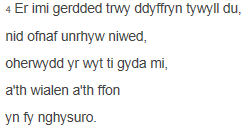 4 Er imi gerdded trwy ddyffryn tywyll du,
nid ofnaf unrhyw niwed,
oherwydd yr wyt ti gyda mi,
a'th wialen a'th ffon
yn fy nghysuro.